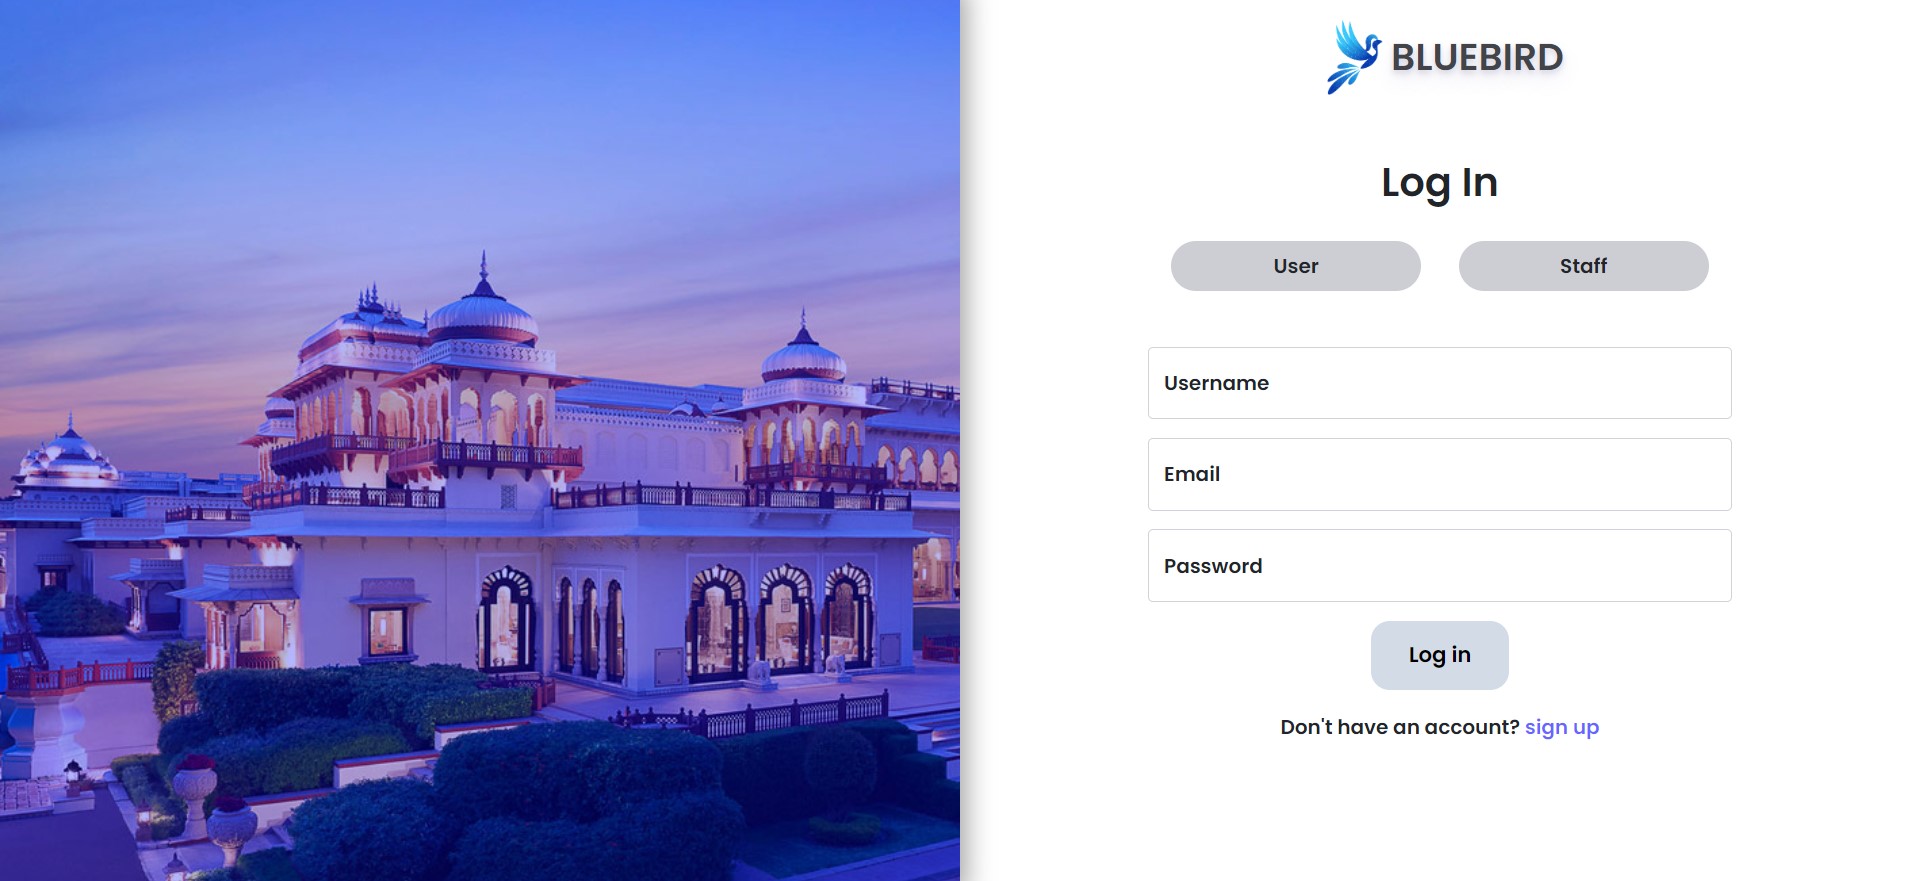 BLUEBIRD
Log In
User Staff
Username
Email
Password
Log in
Don't have an account? sign up